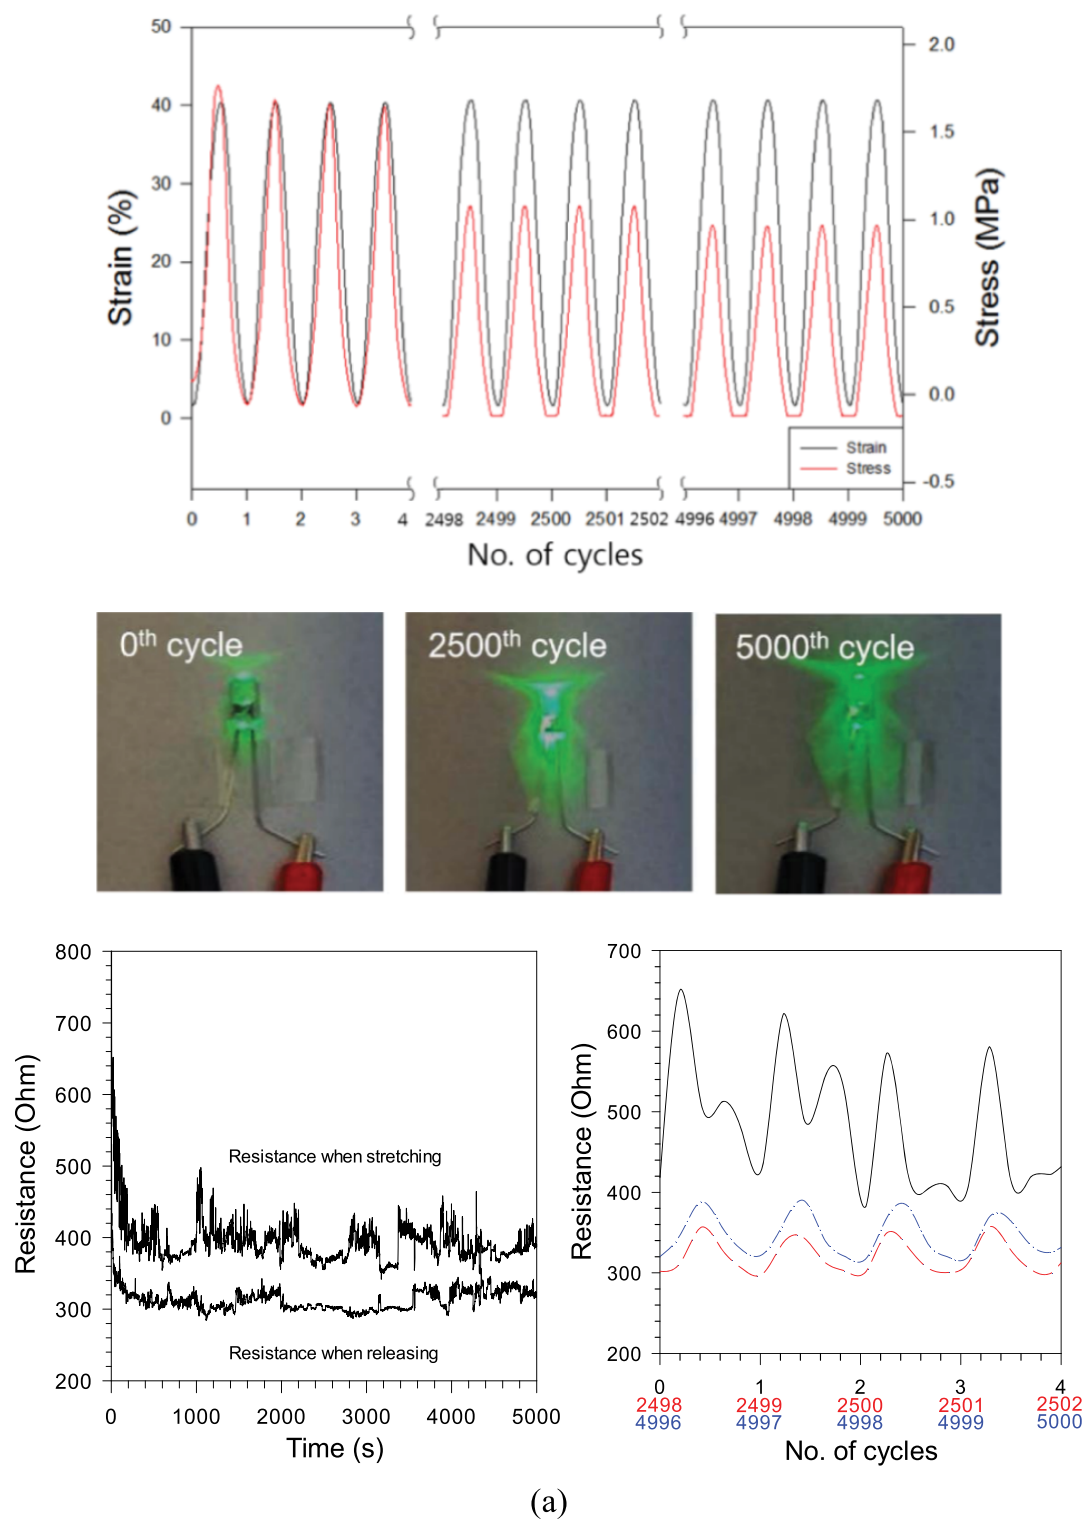 50
40
30
20
10
0
Strain (%)
2.0
1.5
1.0
0.5
0.0
-0.5
Stress (MPa)
Strain
Stress
0 1 2 3 4 2498 2499 2500 2501 2502 4996 4997 4998 4999 5000
No. of cycles
0th cycle
2500th cycle
5000th cycle
800
700
600
500
400
300
200
Resistance (Ohm)
Resistance when stretching
Resistance when releasing
0 1000 2000 3000 4000 5000
Time (s)
700
600
500
400
300
200
Resistance (Ohm)
0 1 2 3 4
2498 2499 2500 2501 2502
4996 4997 4998 4999 5000
No. of cycles
(a)